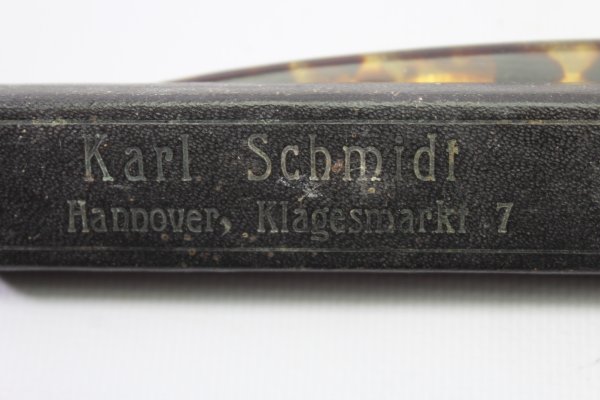 Karl Schmidt
Hannover, Klagesmarkt 7